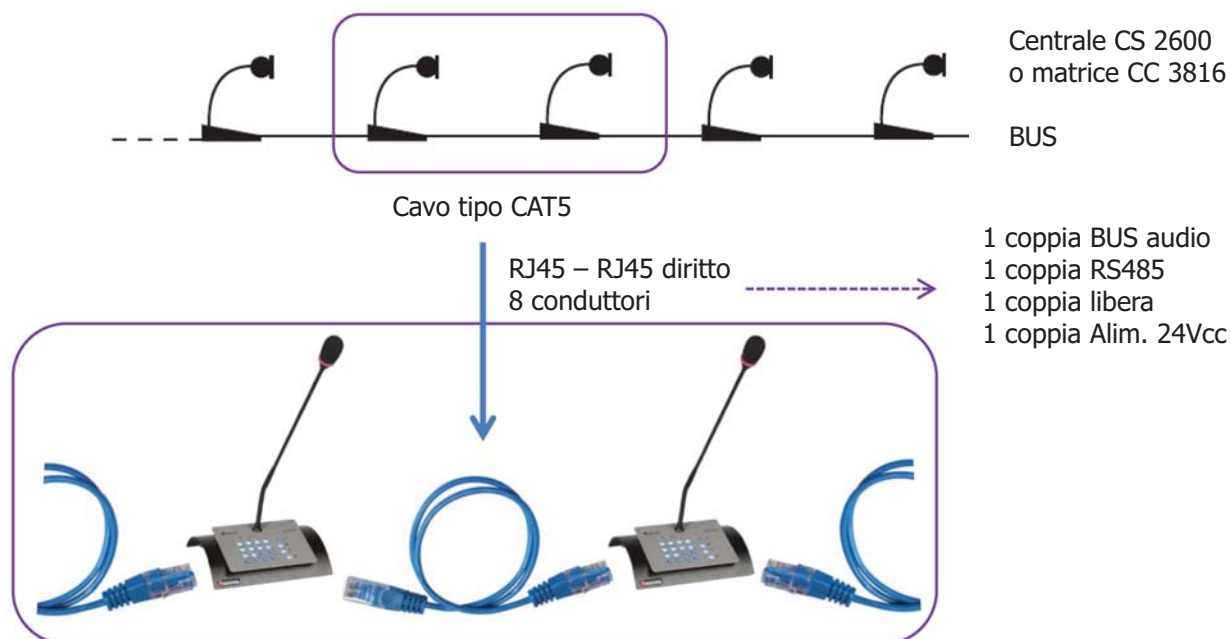 Centrale CS 2600
o matrice CC 3816
BUS
Cavo tipo CAT5
RJ45 – RJ45 diritto
8 conduttori
1 coppia BUS audio
1 coppia RS485
1 coppia libera
1 coppia Alim. 24Vcc